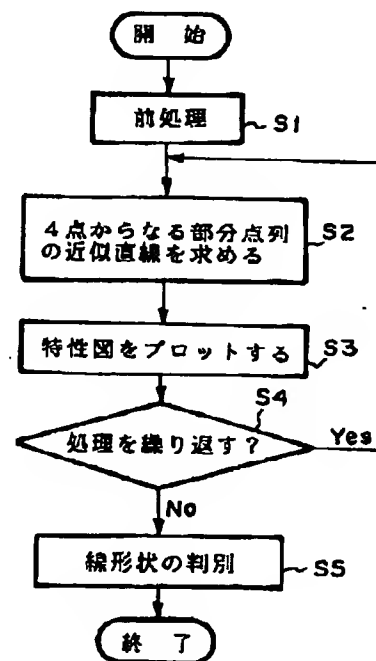 開始
前処理
S1
4点からなる部分点列
の近似直線を求める
S2
特性図をプロットする
S3
S4
処理を繰り返す?
Yes
No
線形状の判別
S5
終了